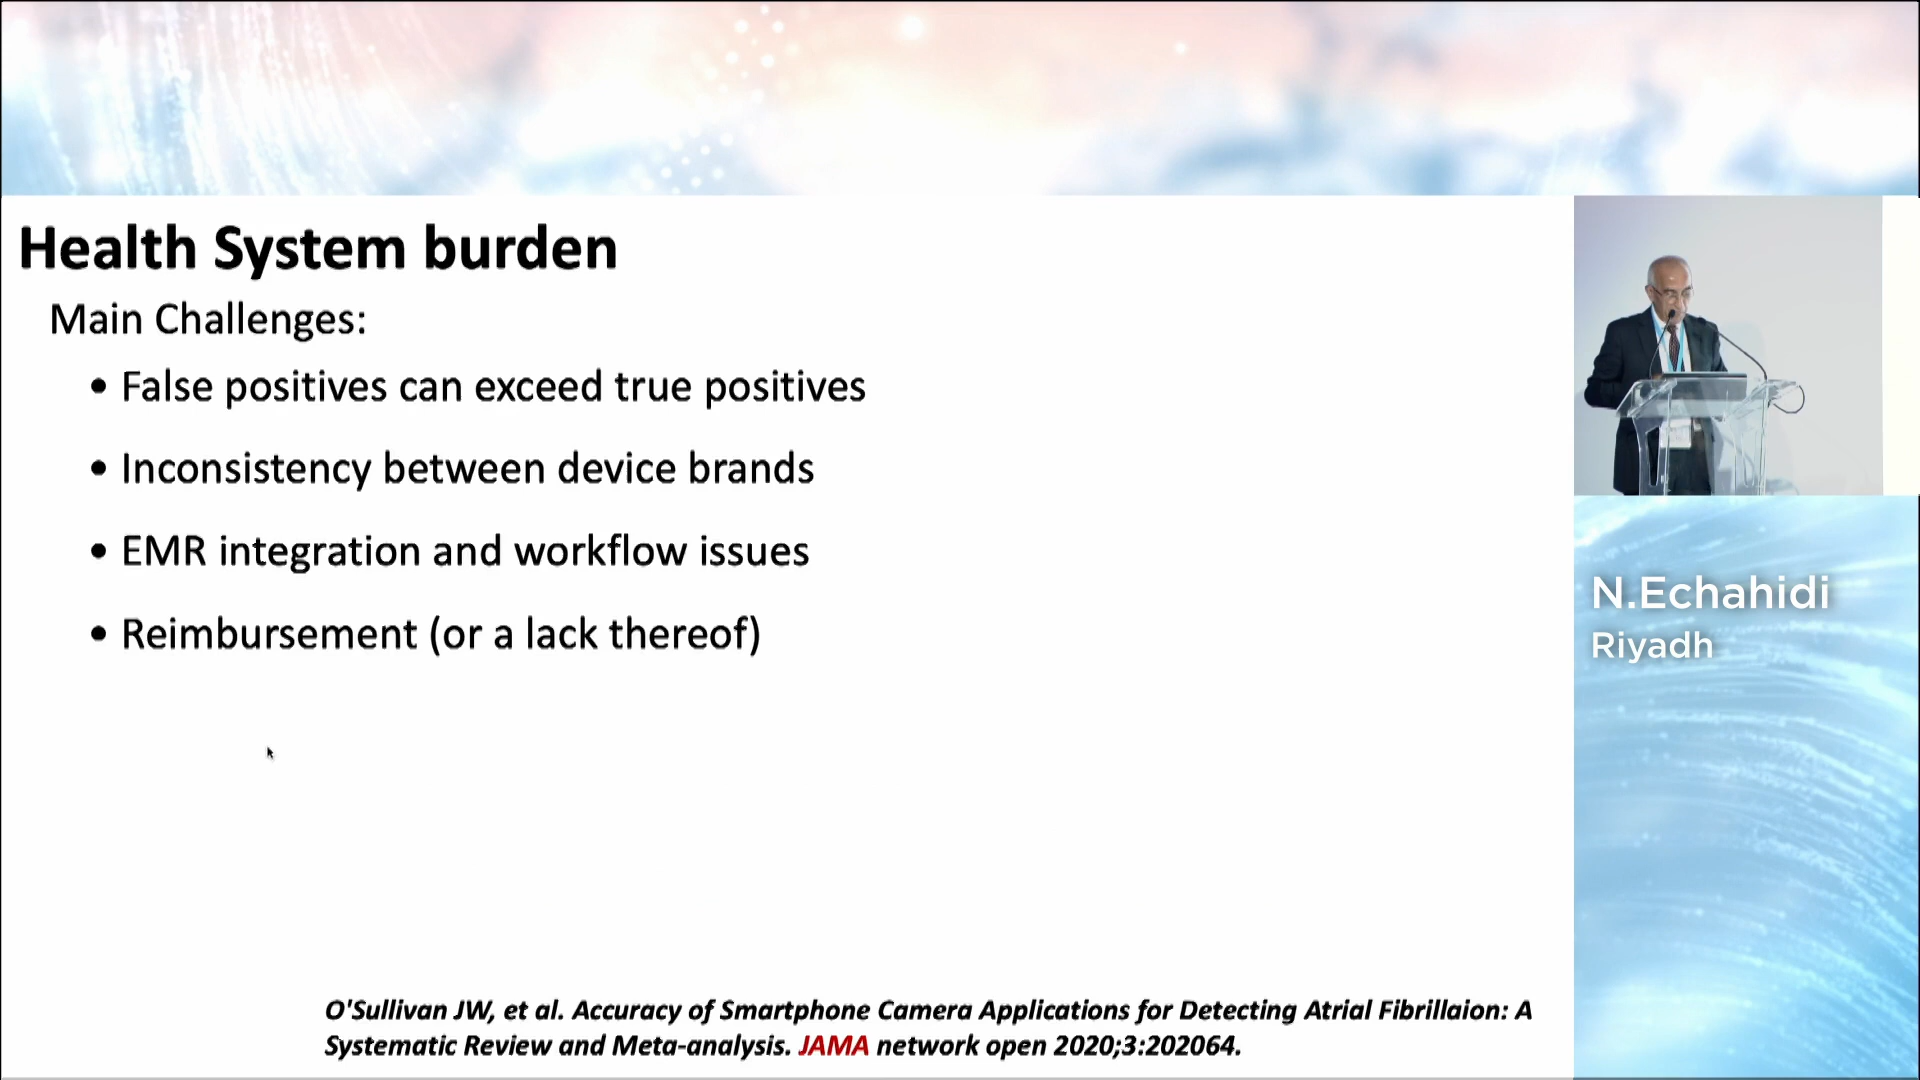 Health System burden
Main Challenges:
• False positives can exceed true positives
• Inconsistency between device brands
• EMR integration and workflow issues
• Reimbursement (or a lack thereof)
N.Echahidi
Riyadh
O'Sullivan JW, et al. Accuracy of Smartphone Camera Applications for Detecting Atrial Fibrillaion: A
Systematic Review and Meta-analysis. JAMA network open 2020;3:202064.